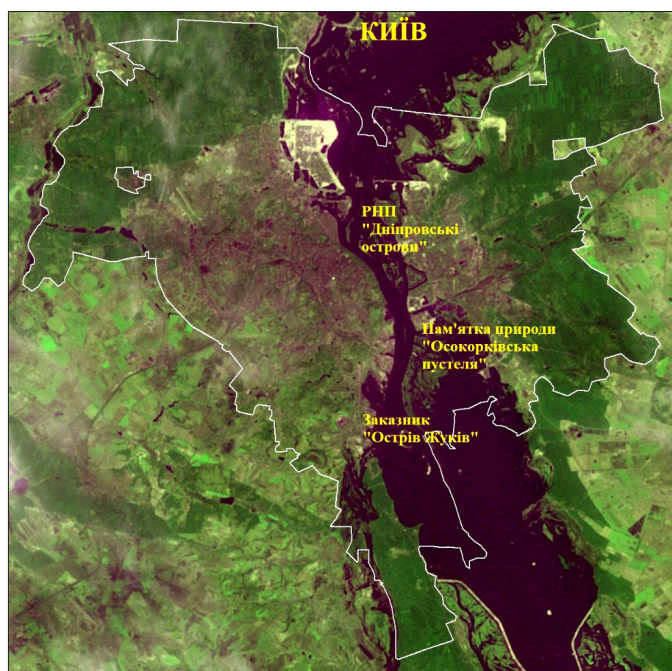 КИЇВ
РНП
"Дніпровські
острови"
Пам'ятка природи
"Осокорківська
пустеля"
Заказник
"Острів Жуків"